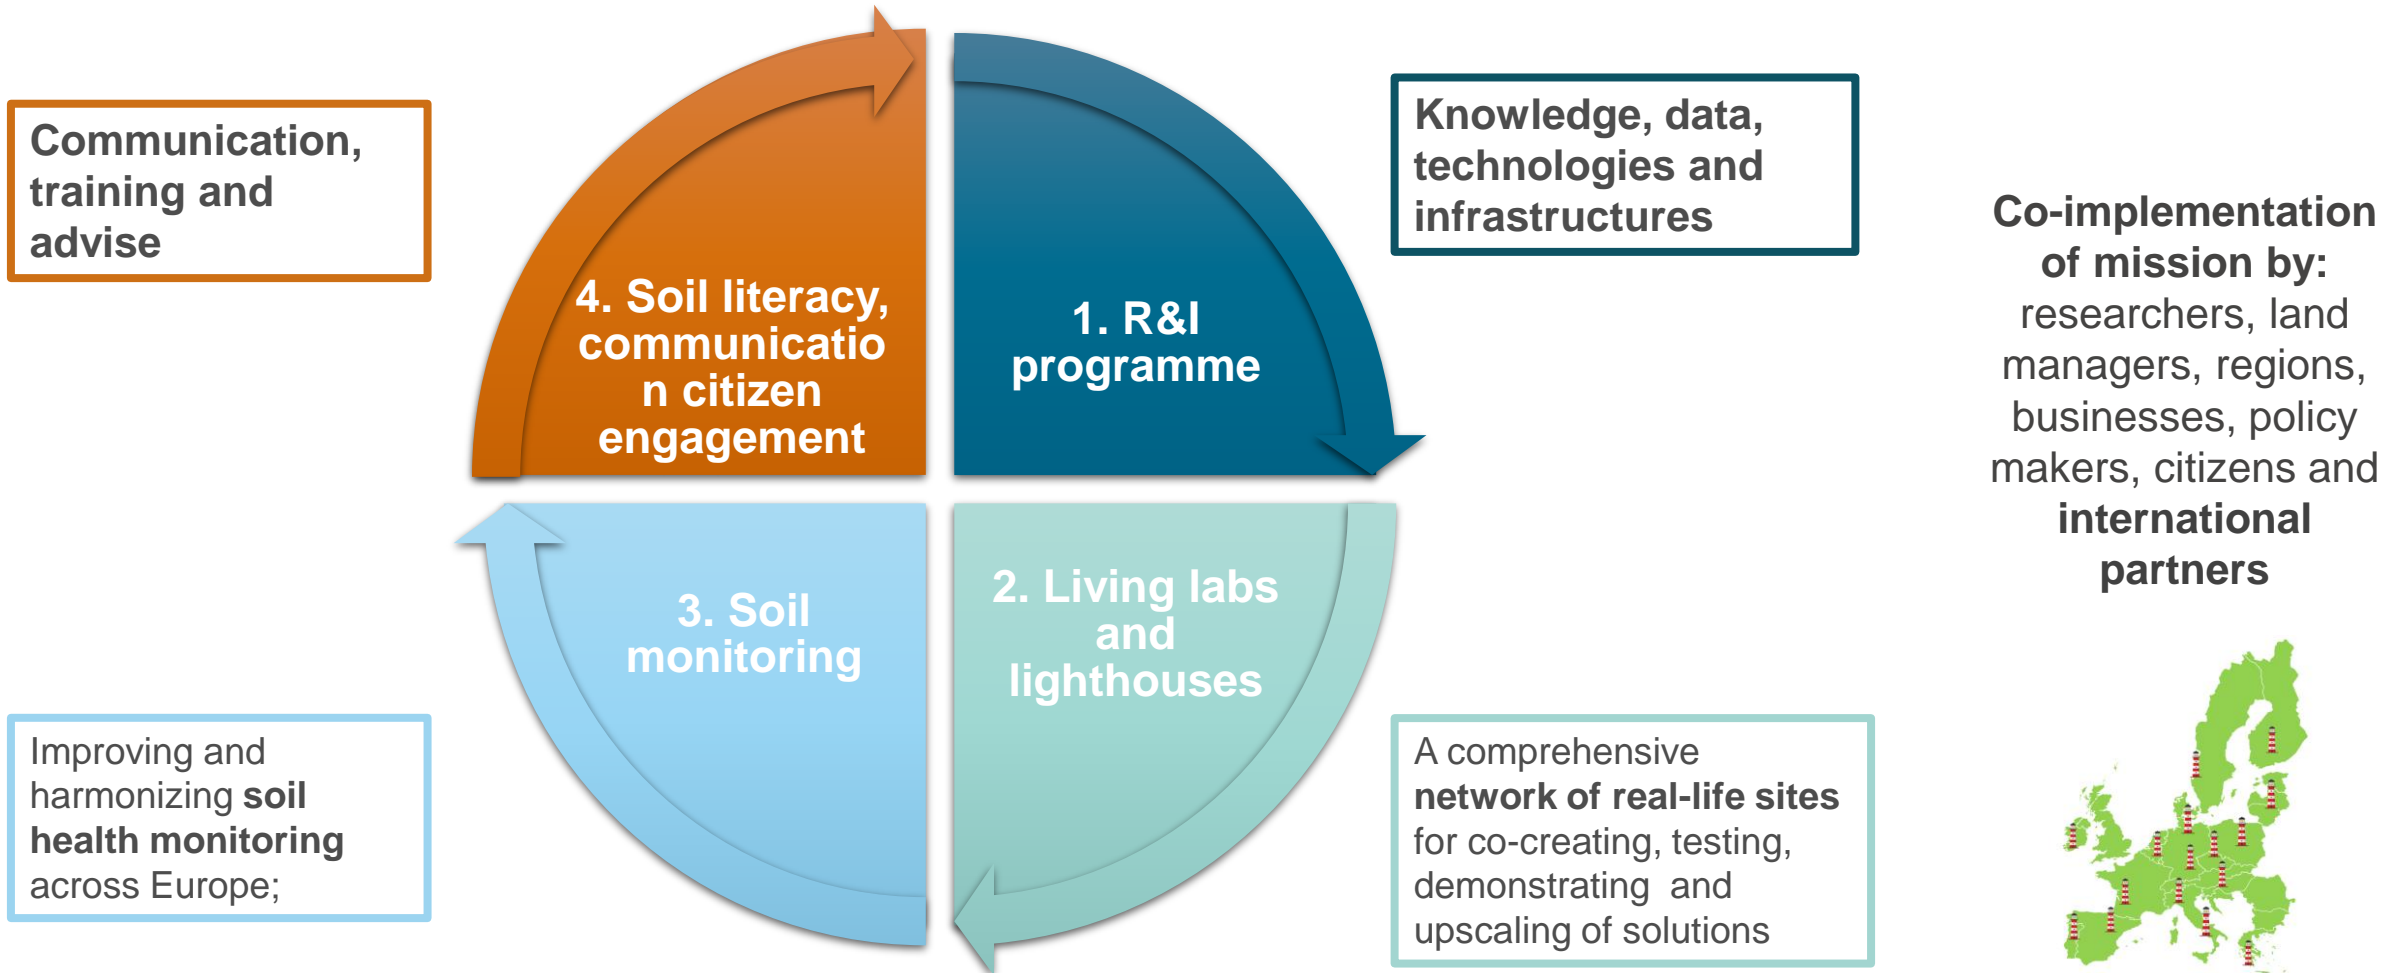 Communication,
training and
advise
4. Soil literacy,
communicatio
n citizen
engagement
1. R&I
programme
Knowledge, data,
technologies and
infrastructures
3. Soil
monitoring
2. Living labs
and
lighthouses
Improving and
harmonizing soil
health monitoring
across Europe;
A comprehensive
network of real-life sites
for co-creating, testing,
demonstrating and
upscaling of solutions
Co-implementation
of mission by:
researchers, land
managers, regions,
businesses, policy
makers, citizens and
international
partners